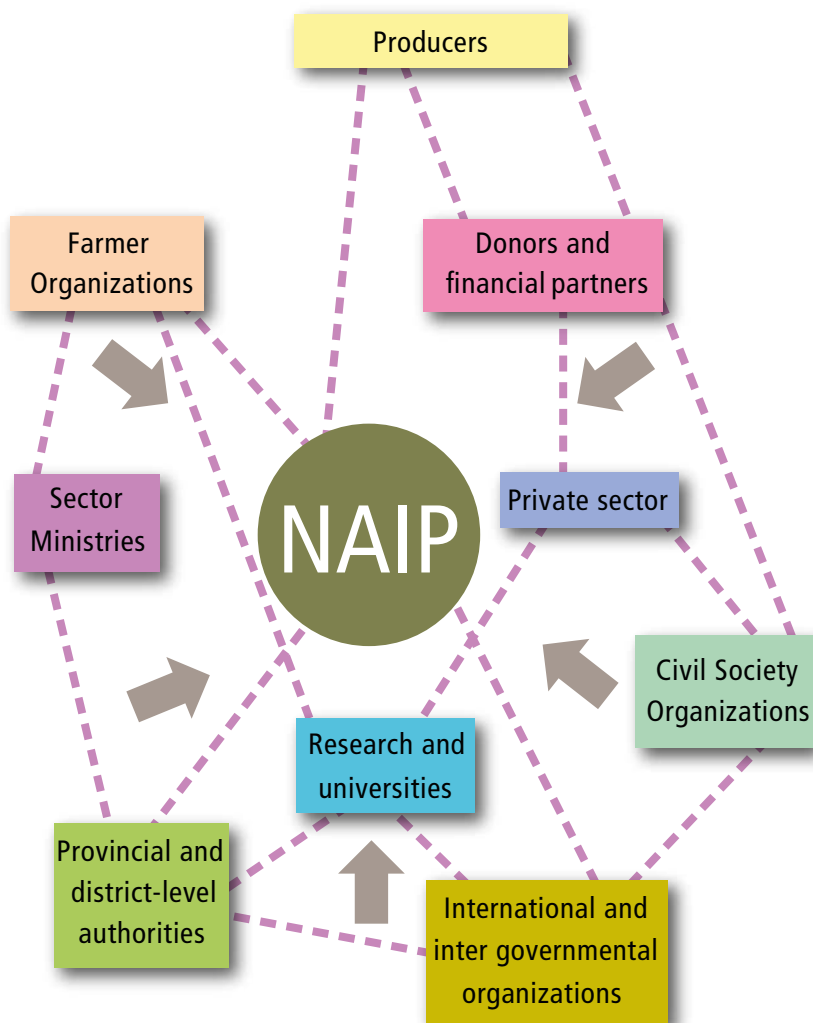 Producers
Farmer
Organizations
Donors and
financial partners
Sector
Ministries
NAIP
Private sector
Civil Society
Organizations
Research and
universities
Provincial and
district-level
authorities
International and
inter governmental
organizations